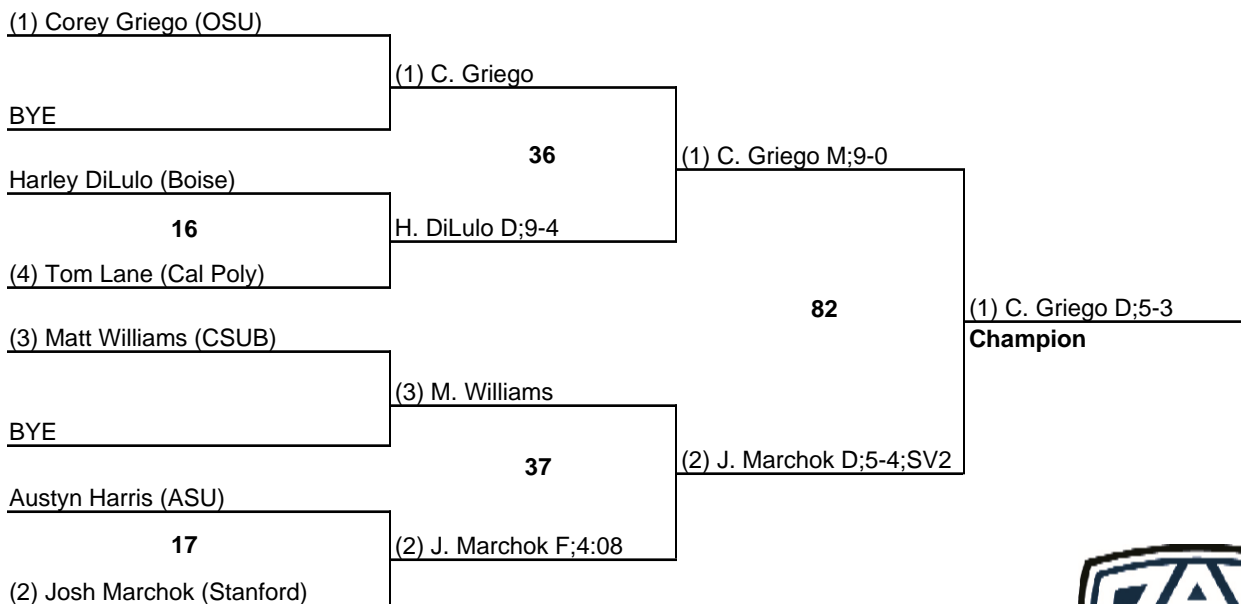 (1) Corey Griego (OSU)
(1) C. Griego
BYE
36
(1) C. Griego M;9-0
Harley DiLulo (Boise)
16
H. DiLulo D;9-4
(4) Tom Lane (Cal Poly)
82
(1) C. Griego D;5-3
Champion
(3) Matt Williams (CSUB)
(3) M. Williams
BYE
37
(2) J. Marchok D;5-4;SV2
Austyn Harris (ASU)
17
(2) J. Marchok F;4:08
(2) Josh Marchok (Stanford)